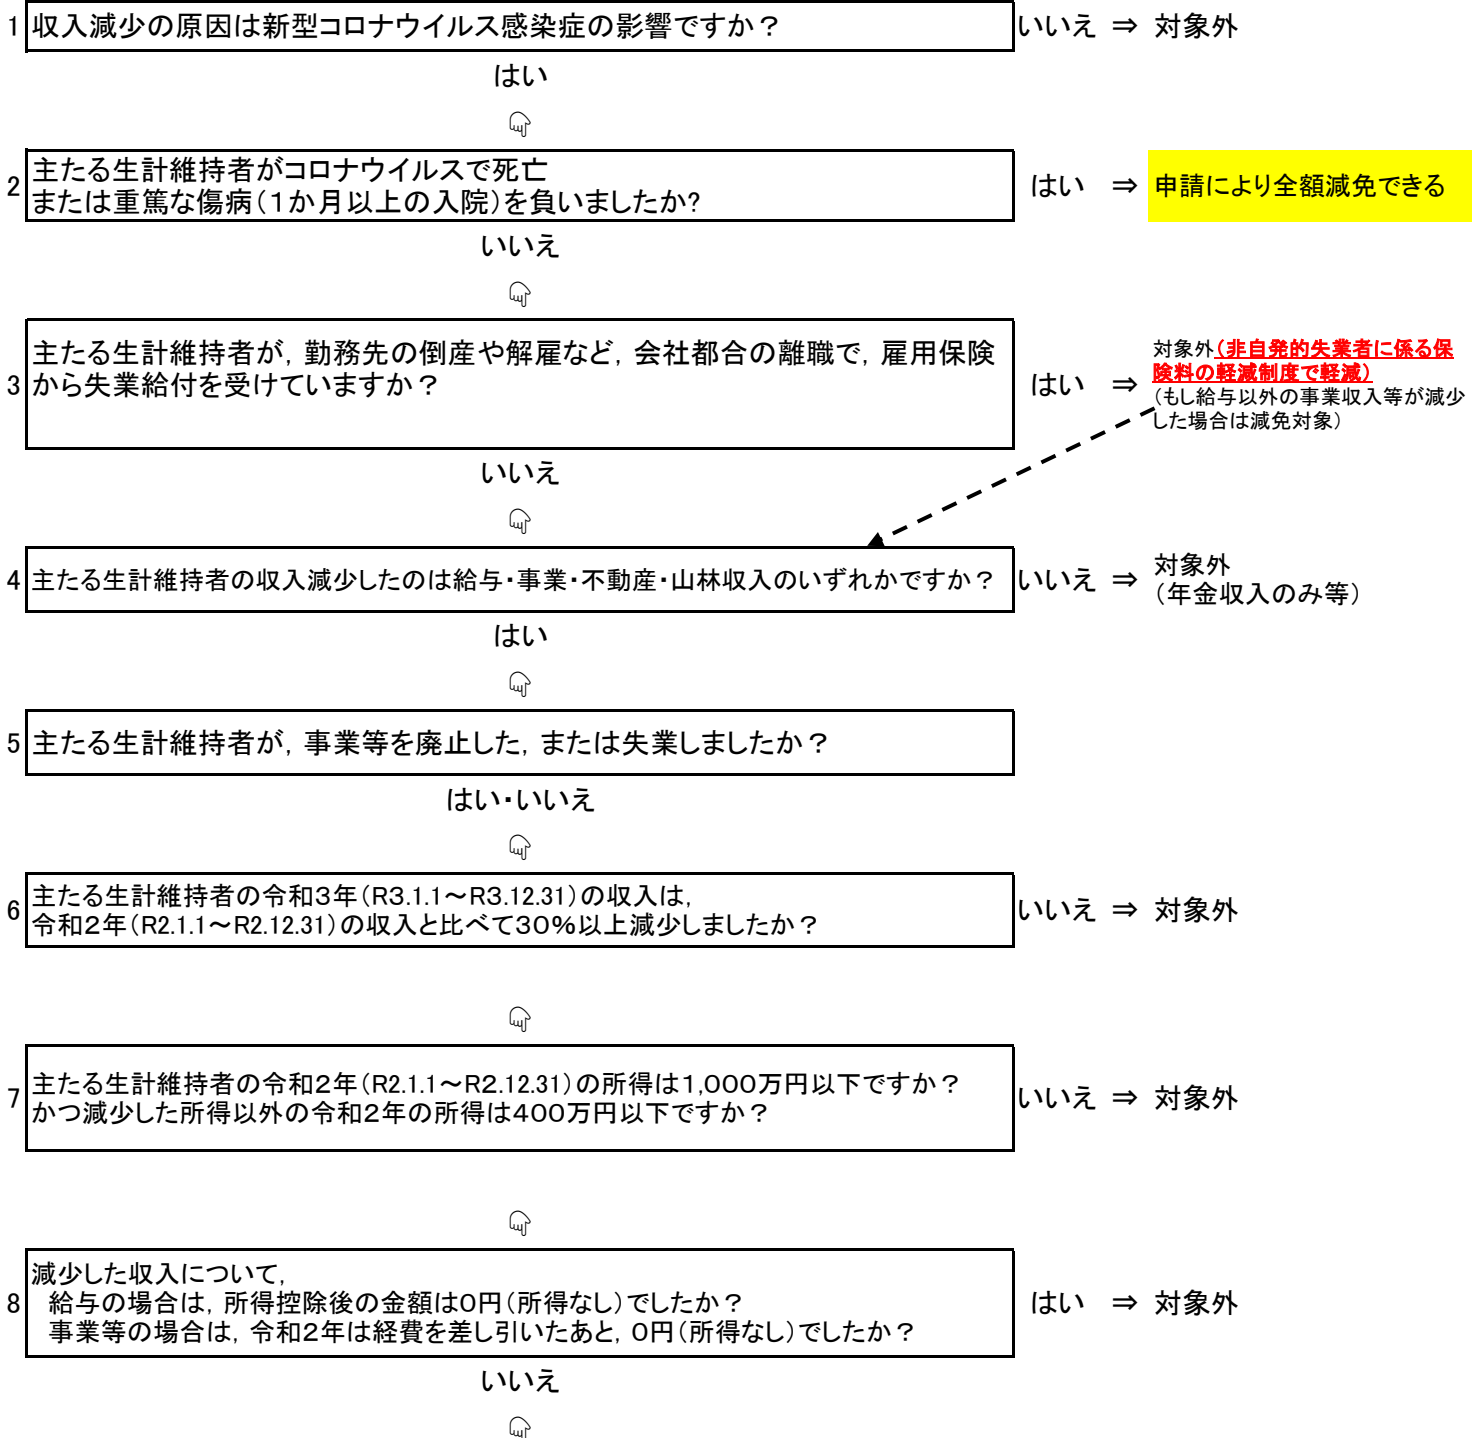 1 収入減少の原因は新型コロナウイルス感染症の影響ですか？ いいえ ⇒ 対象外
はい
2 主たる生計維持者がコロナウイルスで死亡
または重篤な傷病（１か月以上の入院）を負いましたか? はい ⇒ 申請により全額減免できる
いいえ
3 主たる生計維持者が，勤務先の倒産や解雇など，会社都合の離職で，雇用保険
から失業給付を受けていますか？
はい ⇒ 対象外（非自発的失業者に係る保
険料の軽減制度で軽減）
（もし給与以外の事業収入等が減少
した場合は減免対象）
いいえ
4 主たる生計維持者の収入減少したのは給与・事業・不動産・山林収入のいずれかですか？ いいえ ⇒ 対象外
（年金収入のみ等）
はい
5 主たる生計維持者が，事業等を廃止した，または失業しましたか？
はい・いいえ
6 主たる生計維持者の令和３年（R3.1.1～R3.12.31）の収入は，
令和２年（R2.1.1～R2.12.31）の収入と比べて３０％以上減少しましたか？ いいえ ⇒ 対象外
7 主たる生計維持者の令和２年（R2.1.1～R2.12.31）の所得は１,０００万円以下ですか？
かつ減少した所得以外の令和２年の所得は４００万円以下ですか？ いいえ ⇒ 対象外
8 減少した収入について，
給与の場合は，所得控除後の金額は０円（所得なし）でしたか？ はい ⇒ 対象外
事業等の場合は，令和２年は経費を差し引いたあと，０円（所得なし）でしたか？
いいえ